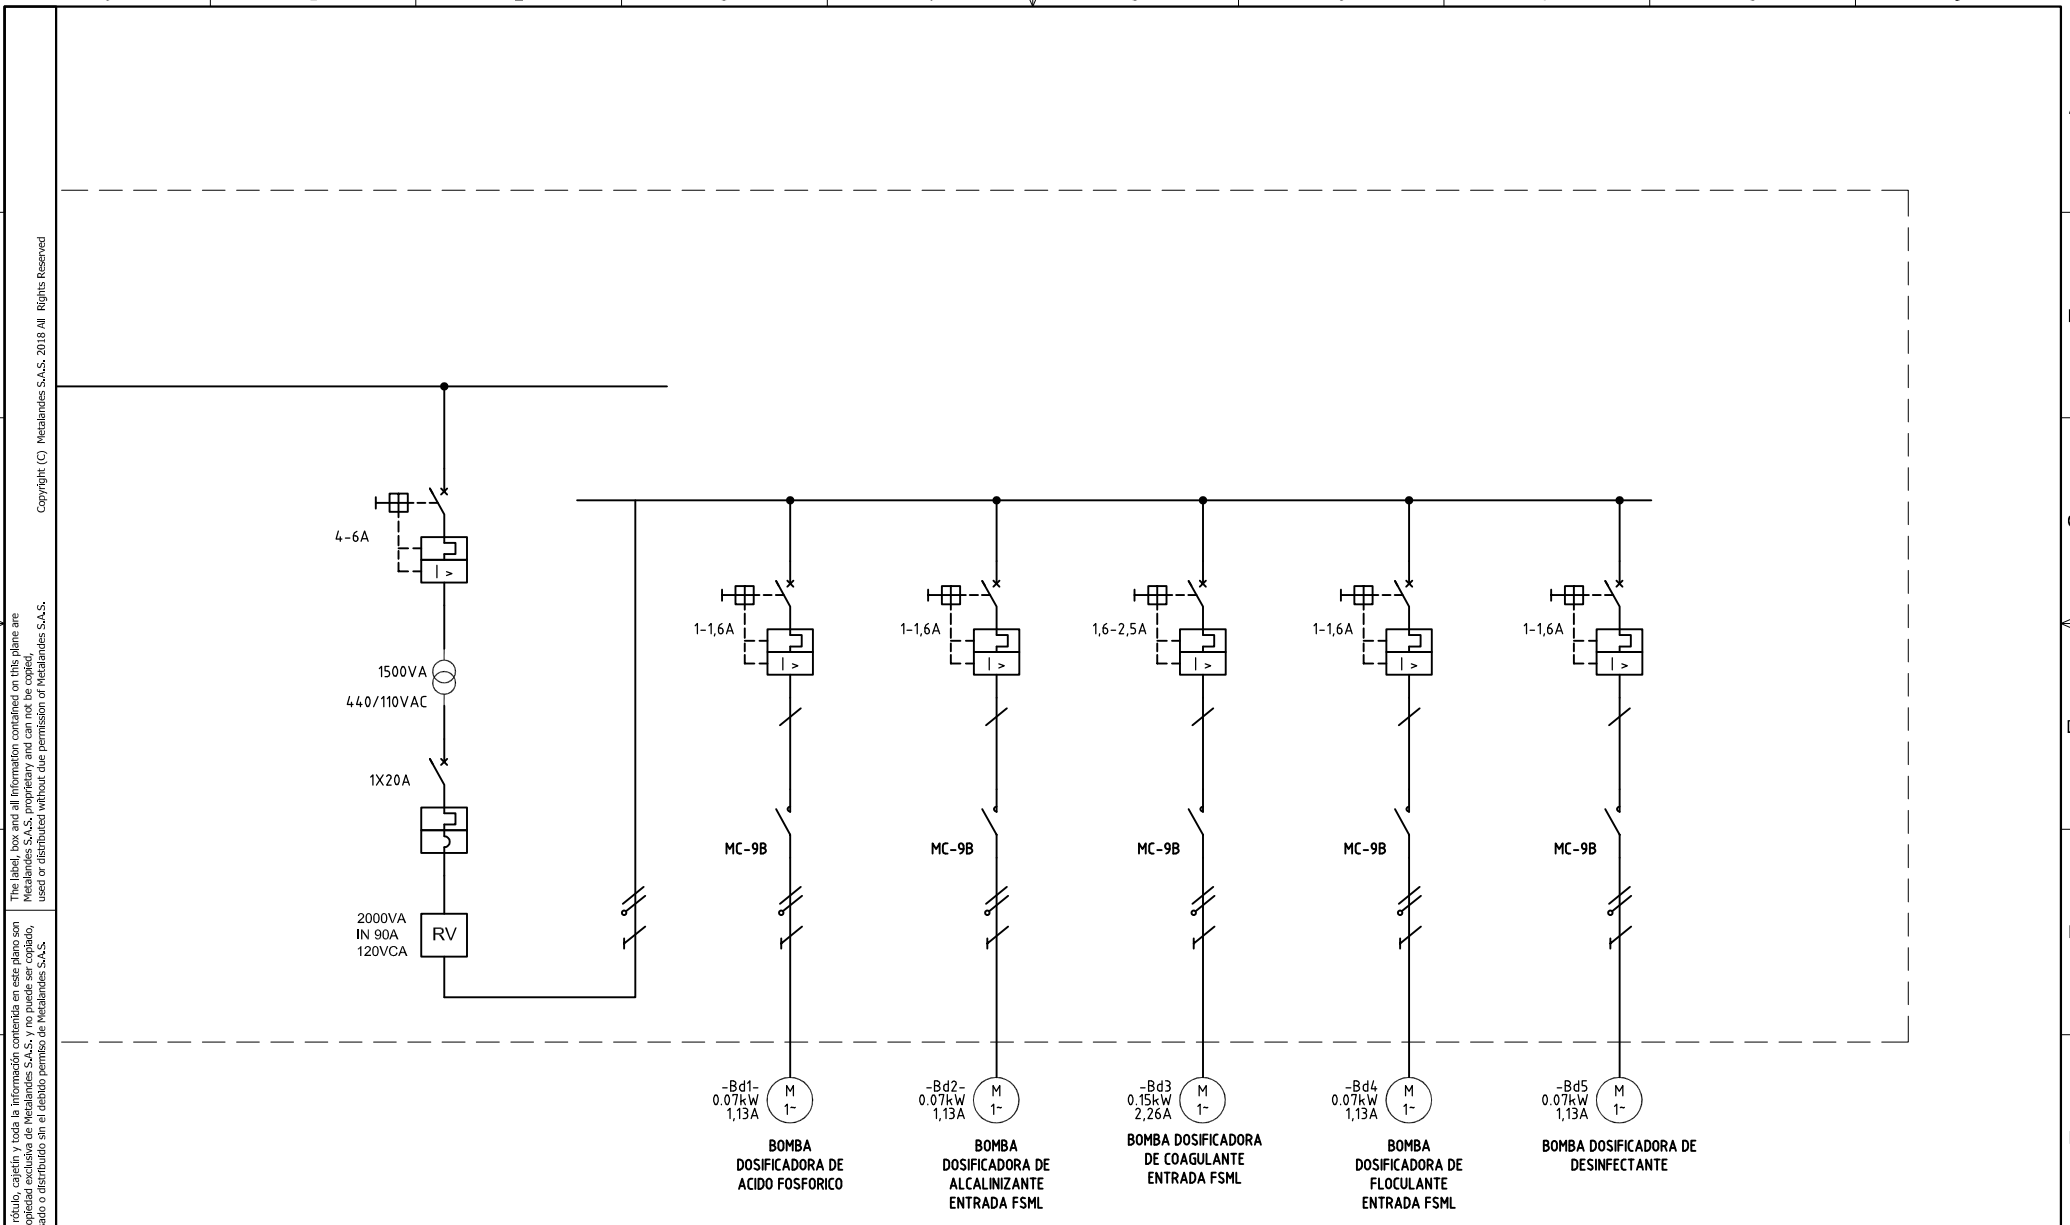 Copyright (C) Metalandes S.A.S. 2018 All Rights Reserved
The label, box and all information contained on this plane are
Metalandes S.A.S. proprietary and can not be copied,
used or distributed without due permission of Metalandes S.A.S.
rótulo, cajetín y toda la información contenida en este plano son
opiedad exclusiva de Metalandes S.A.S. y no puede ser copiado,
ado o distribuido sin el debido permiso de Metalandes S.A.S.
4-6A
1500VA
440/110VAC
1X20A
2000VA
IN 90A
120VCA
RV
I >
1-1,6A
I >
1-1,6A
I >
1,6-2,5A
I >
1-1,6A
I >
1-1,6A
I >
MC-9B
MC-9B
MC-9B
MC-9B
MC-9B
-Bd1-
0.07kW
1,13A
M
1~
BOMBA
DOSIFICADORA DE
ACIDO FOSFORICO
-Bd2-
0.07kW
1,13A
M
1~
BOMBA
DOSIFICADORA DE
ALCALINIZANTE
ENTRADA FSML
-Bd3
0.15kW
2,26A
M
1~
BOMBA DOSIFICADORA
DE COAGULANTE
ENTRADA FSML
-Bd4
0.07kW
1,13A
M
1~
BOMBA
DOSIFICADORA DE
FLOCULANTE
ENTRADA FSML
-Bd5
0.07kW
1,13A
M
1~
BOMBA DOSIFICADORA DE
DESINFECTANTE